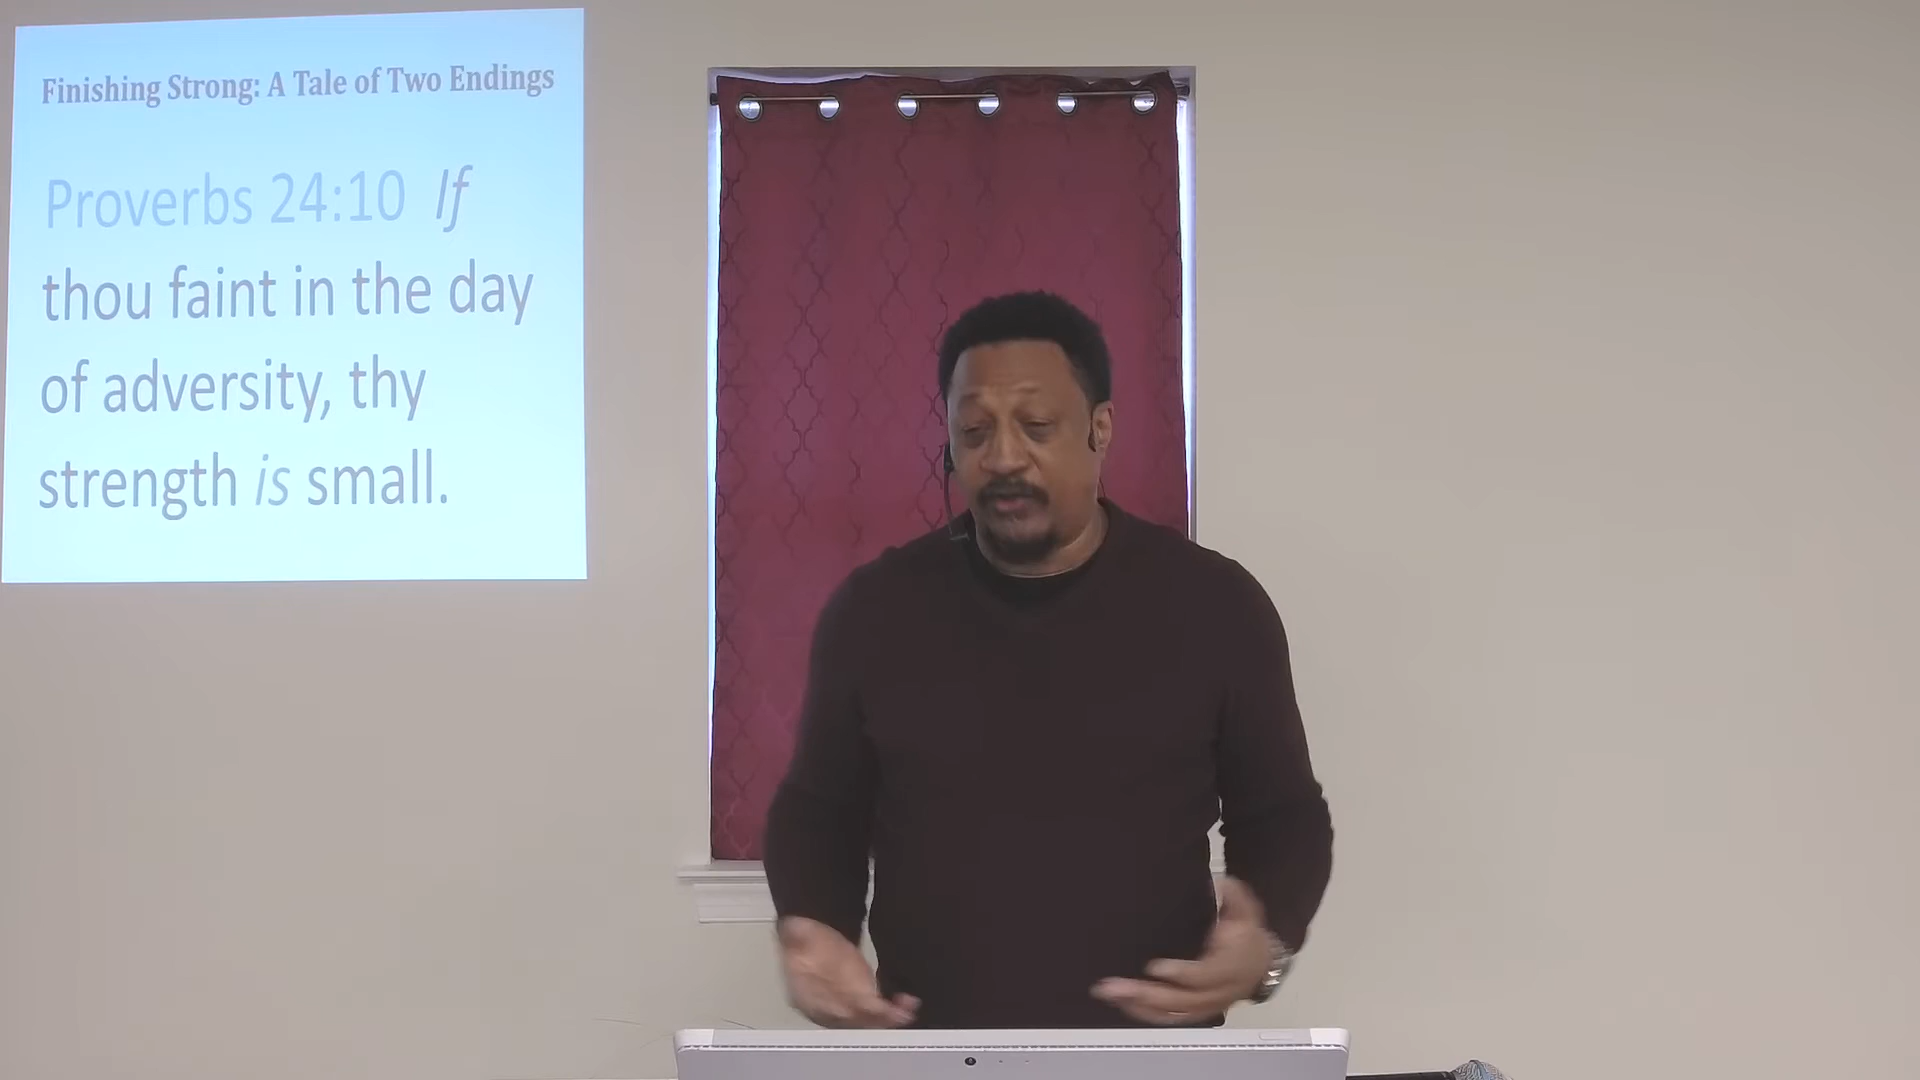 Finishing Strong: A Tale of Two Endings
Proverbs 24:10 If
thou faint in the day
of adversity, thy
strength is small.